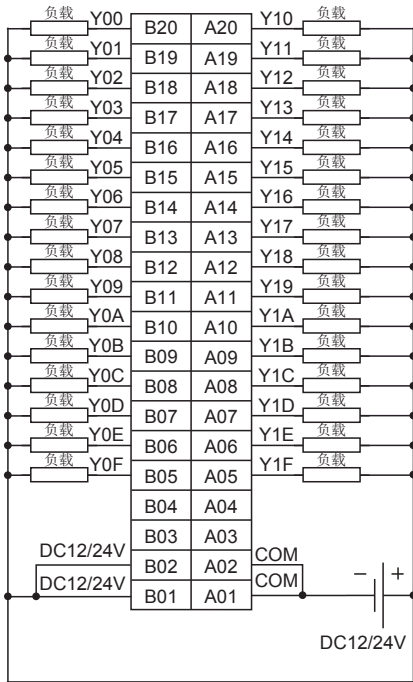 负载 Y00 B20 A20 Y10 负载
负载 Y01 B19 A19 Y11 负载
负载 Y02 B18 A18 Y12 负载
负载 Y03 B17 A17 Y13 负载
负载 Y04 B16 A16 Y14 负载
负载 Y05 B15 A15 Y15 负载
负载 Y06 B14 A14 Y16 负载
负载 Y07 B13 A13 Y17 负载
负载 Y08 B12 A12 Y18 负载
负载 Y09 B11 A11 Y19 负载
负载 Y0A B10 A10 Y1A 负载
负载 Y0B B09 A09 Y1B 负载
负载 Y0C B08 A08 Y1C 负载
负载 Y0D B07 A07 Y1D 负载
负载 Y0E B06 A06 Y1E 负载
负载 Y0F B05 A05 Y1F 负载
B04 A04
B03 A03
DC12/24V B02 A02 COM
DC12/24V B01 A01 COM − +
DC12/24V